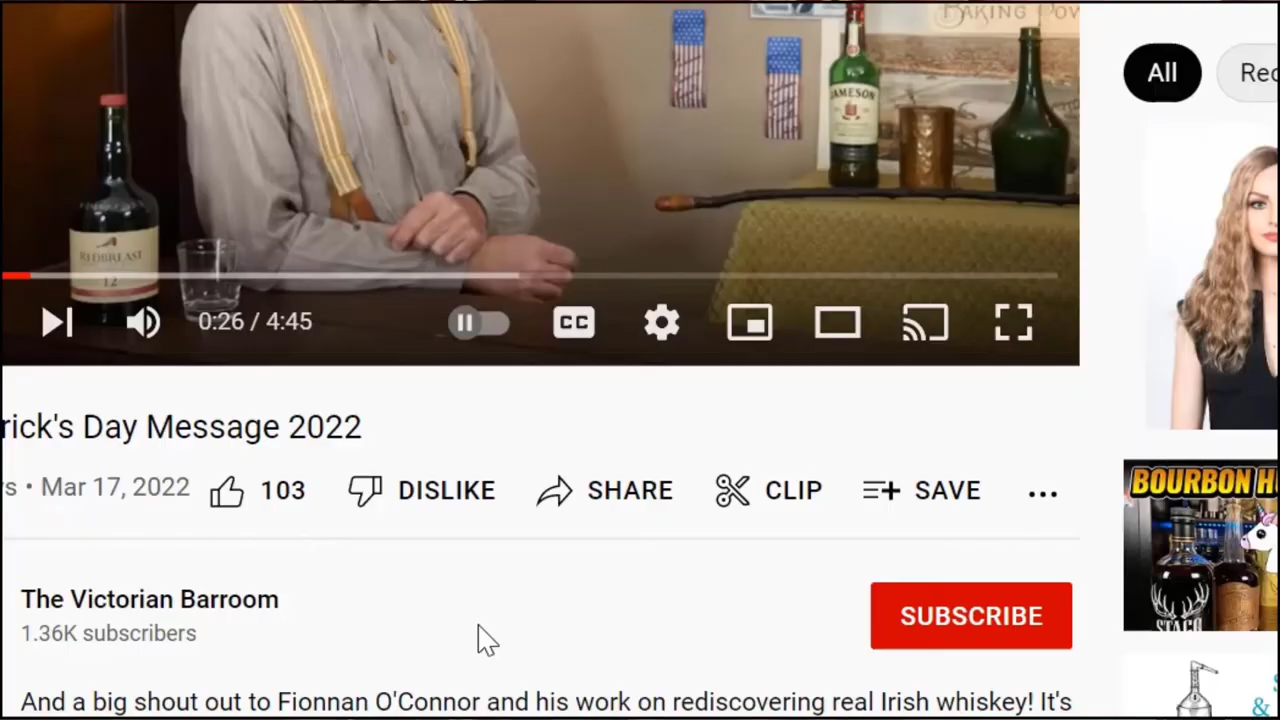 BAKING POW
All
Rec
JAMESON
REDBREAST
12
0:26 / 4:45
CC
rick's Day Message 2022
s • Mar 17, 2022
103
DISLIKE
SHARE
CLIP
SAVE
...
BOURBON H
STAGG
The Victorian Barroom
1.36K subscribers
SUBSCRIBE
And a big shout out to Fionnan O'Connor and his work on rediscovering real Irish whiskey! It's
&